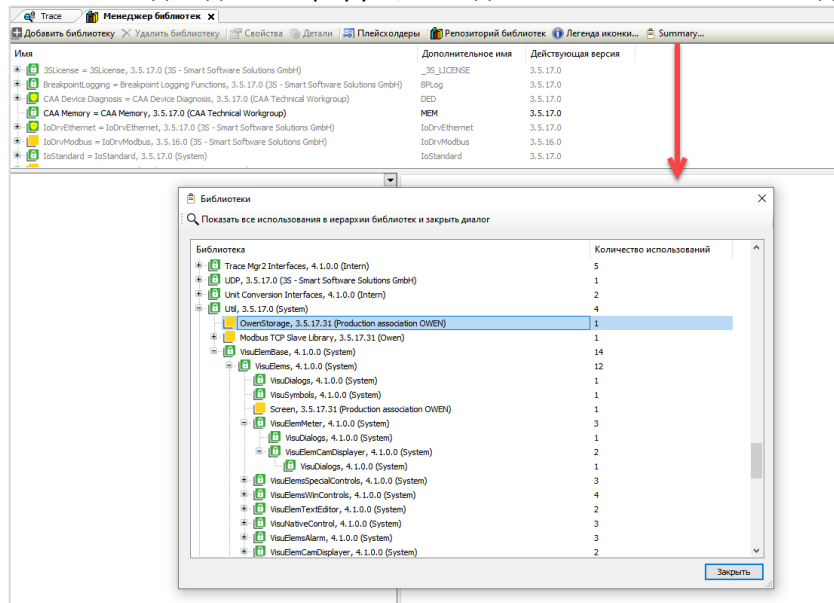 Trace Менеджер библиотек x
Добавить библиотеку Удалить библиотеку Свойства Детали Плейсхолдеры Репозиторий библиотек Легенда иконки... Summary...
Имя Дополнительное имя Действующая версия
3SLicense = 3SLicense, 3.5.17.0 (3S - Smart Software Solutions GmbH) _3S_LICENSE 3.5.17.0
BreakpointLogging = Breakpoint Logging Functions, 3.5.17.0 (3S - Smart Software Solutions GmbH) BPLog 3.5.17.0
CAA Device Diagnosis = CAA Device Diagnosis, 3.5.17.0 (CAA Technical Workgroup) DED 3.5.17.0
CAA Memory = CAA Memory, 3.5.17.0 (CAA Technical Workgroup) MEM 3.5.17.0
IoDrvEthernet = IoDrvEthernet, 3.5.17.0 (3S - Smart Software Solutions GmbH) IoDrvEthernet 3.5.17.0
IoDrvModbus = IoDrvModbus, 3.5.16.0 (3S - Smart Software Solutions GmbH) IoDrvModbus 3.5.16.0
IoStandard = IoStandard, 3.5.17.0 (System) IoStandard 3.5.17.0
Библиотеки
Показать все использования в иерархии библиотек и закрыть диалог
Библиотека Количество использований
Trace Mgr2 Interfaces, 4.1.0.0 (Intern) 5
UDP, 3.5.17.0 (3S - Smart Software Solutions GmbH) 1
Unit Conversion Interfaces, 4.1.0.0 (Intern) 2
Util, 3.5.17.0 (System) 4
OwenStorage, 3.5.17.31 (Production association OWEN) 1
Modbus TCP Slave Library, 3.5.17.31 (Owen) 1
VisuElemBase, 4.1.0.0 (System) 14
VisuElems, 4.1.0.0 (System) 12
VisuDialogs, 4.1.0.0 (System) 1
VisuSymbols, 4.1.0.0 (System) 1
Screen, 3.5.17.31 (Production association OWEN) 1
VisuElemMeter, 4.1.0.0 (System) 3
VisuDialogs, 4.1.0.0 (System) 1
VisuElemCamDisplayer, 4.1.0.0 (System) 2
VisuDialogs, 4.1.0.0 (System) 1
VisuElemsSpecialControls, 4.1.0.0 (System) 3
VisuElemsWinControls, 4.1.0.0 (System) 4
VisuElemTextEditor, 4.1.0.0 (System) 2
VisuNativeControl, 4.1.0.0 (System) 3
VisuElemsAlarm, 4.1.0.0 (System) 3
VisuElemCamDisplayer, 4.1.0.0 (System) 2
Закрыть